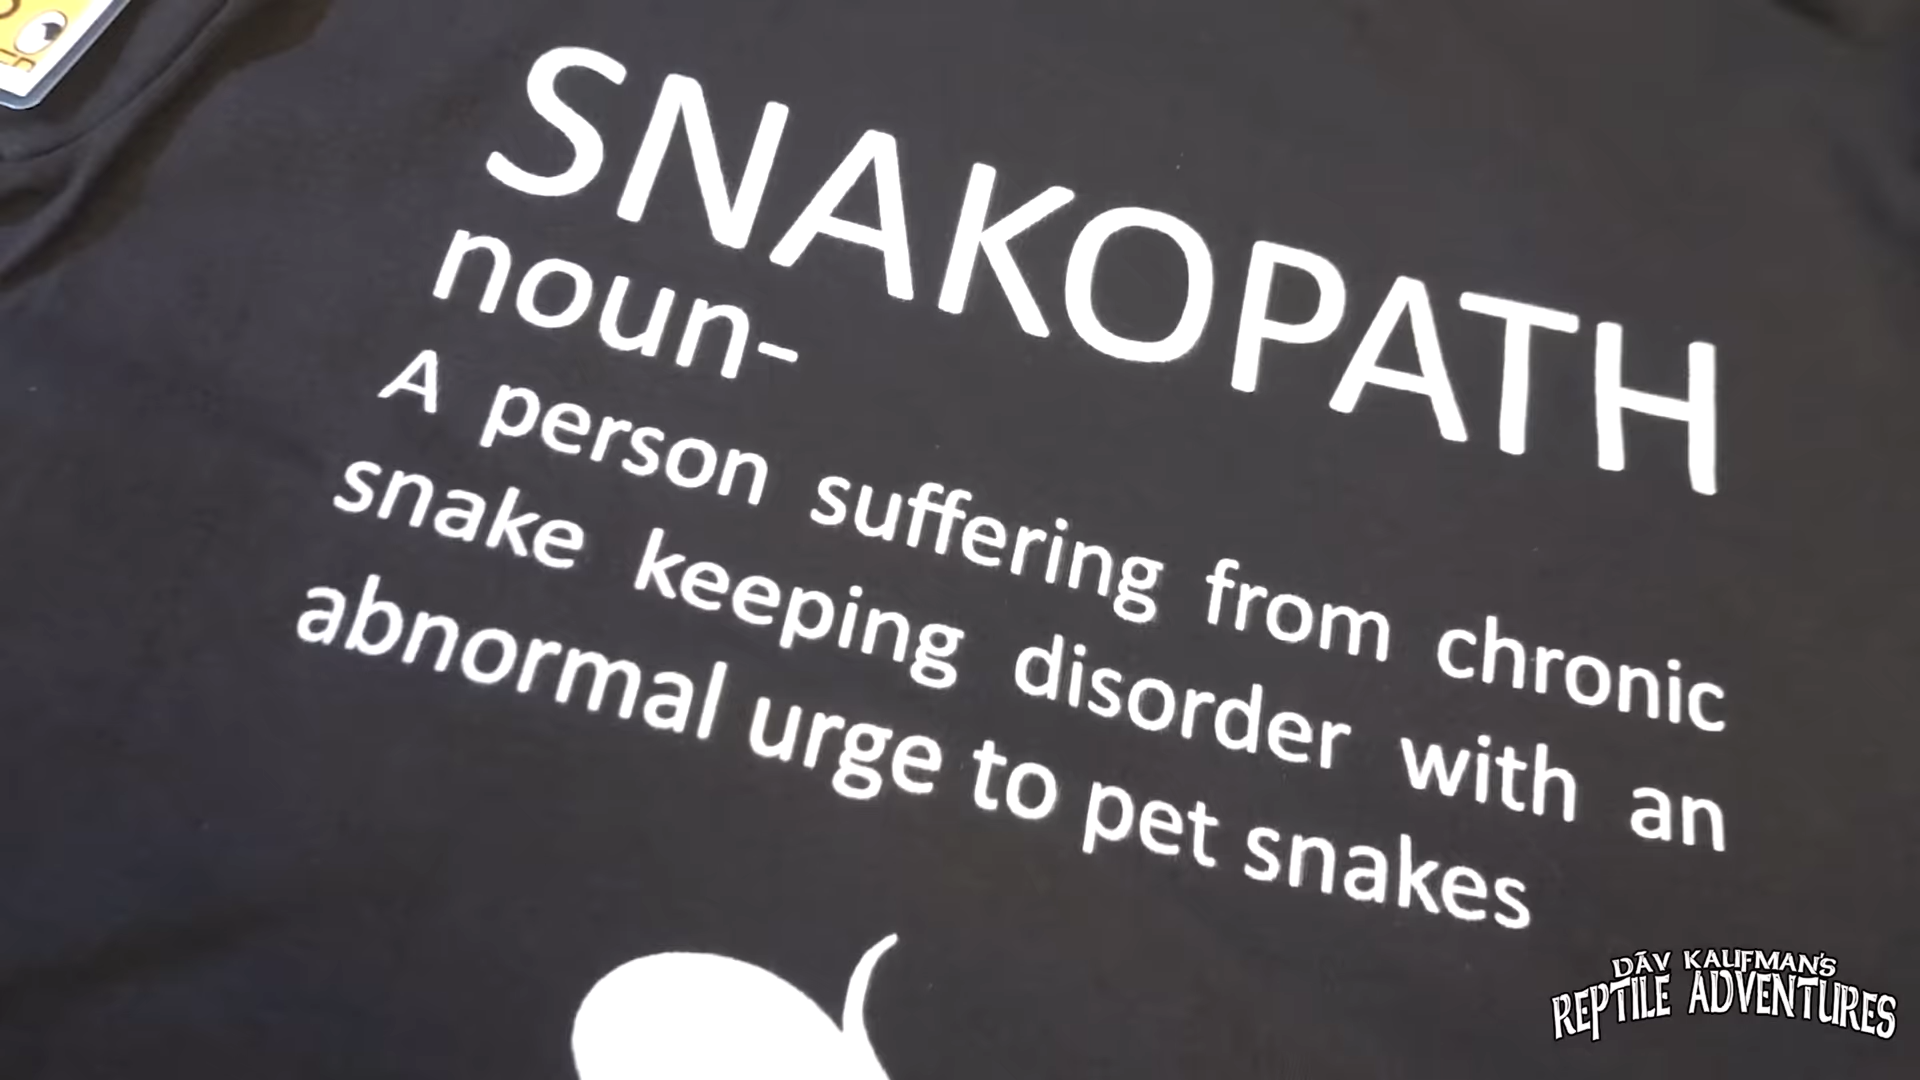 SNAKOPATH
noun-
A person suffering from chronic
snake keeping disorder with an
abnormal urge to pet snakes
DÄV KAUFMAN'S
REPTILE ADVENTURES